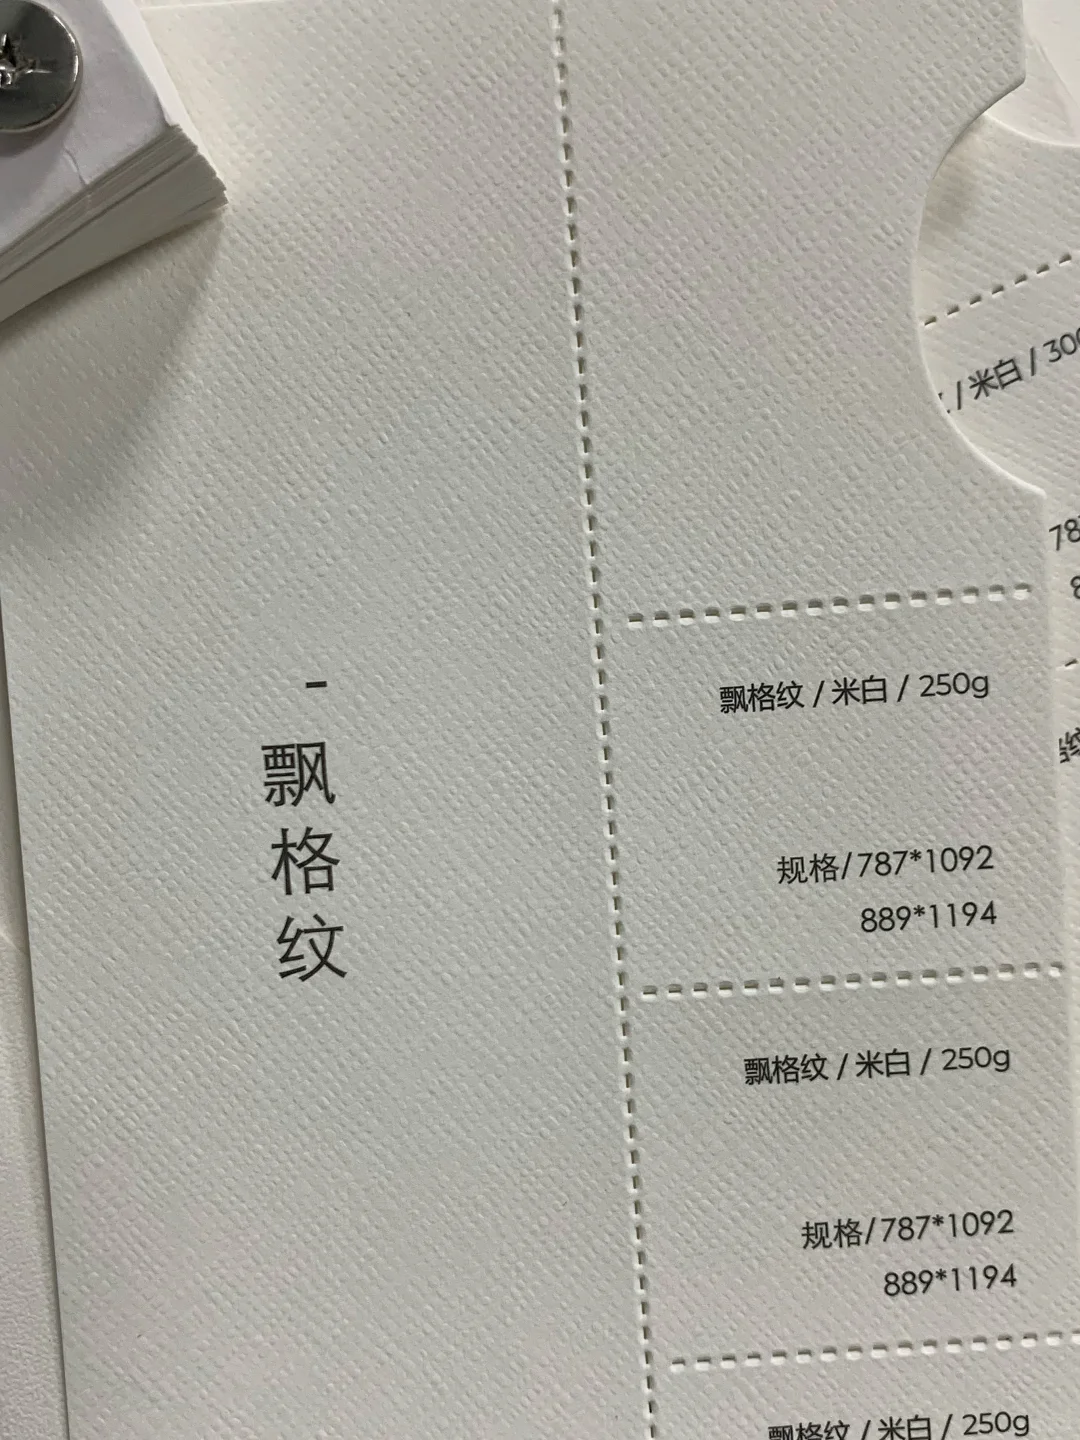 -
飘
格
纹
飘格纹 / 米白 / 250g
规格/787*1092
889*1194
飘格纹 / 米白 / 250g
规格/787*1092
889*1194
飘格纹 / 米白 / 250g
/ 米白 / 300